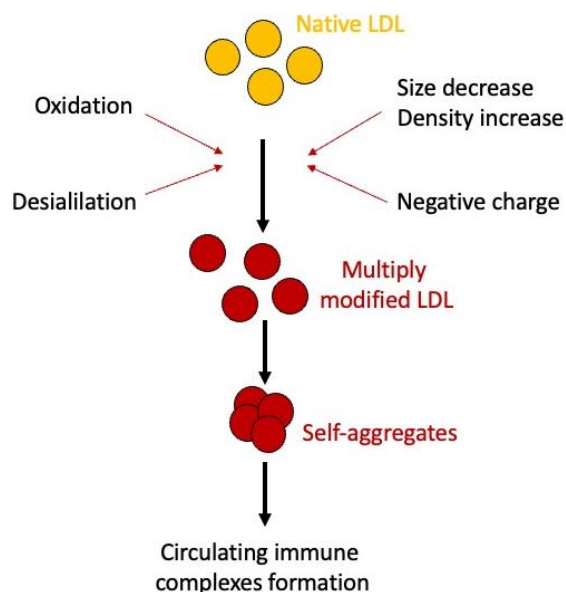 Native LDL
Oxidation
Size decrease
Density increase
Desialilation
Negative charge
Multiply
modified LDL
Self-aggregates
Circulating immune
complexes formation